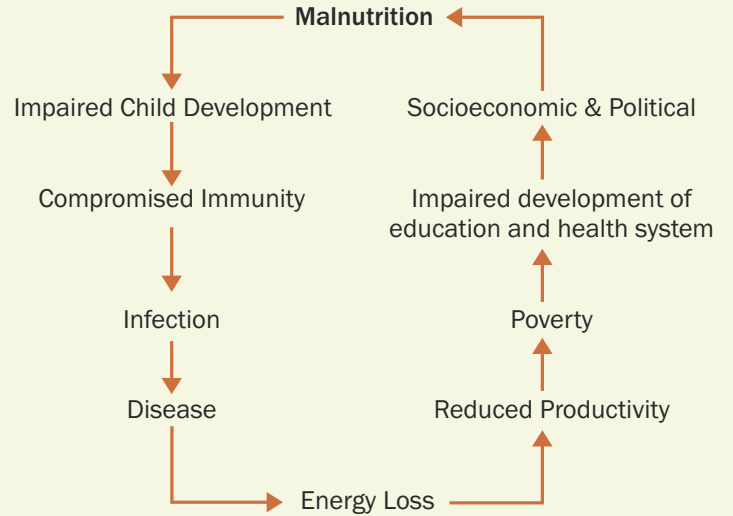 Malnutrition
Impaired Child Development
Compromised Immunity
Infection
Disease
Energy Loss
Reduced Productivity
Poverty
Impaired development of
education and health system
Socioeconomic & Political